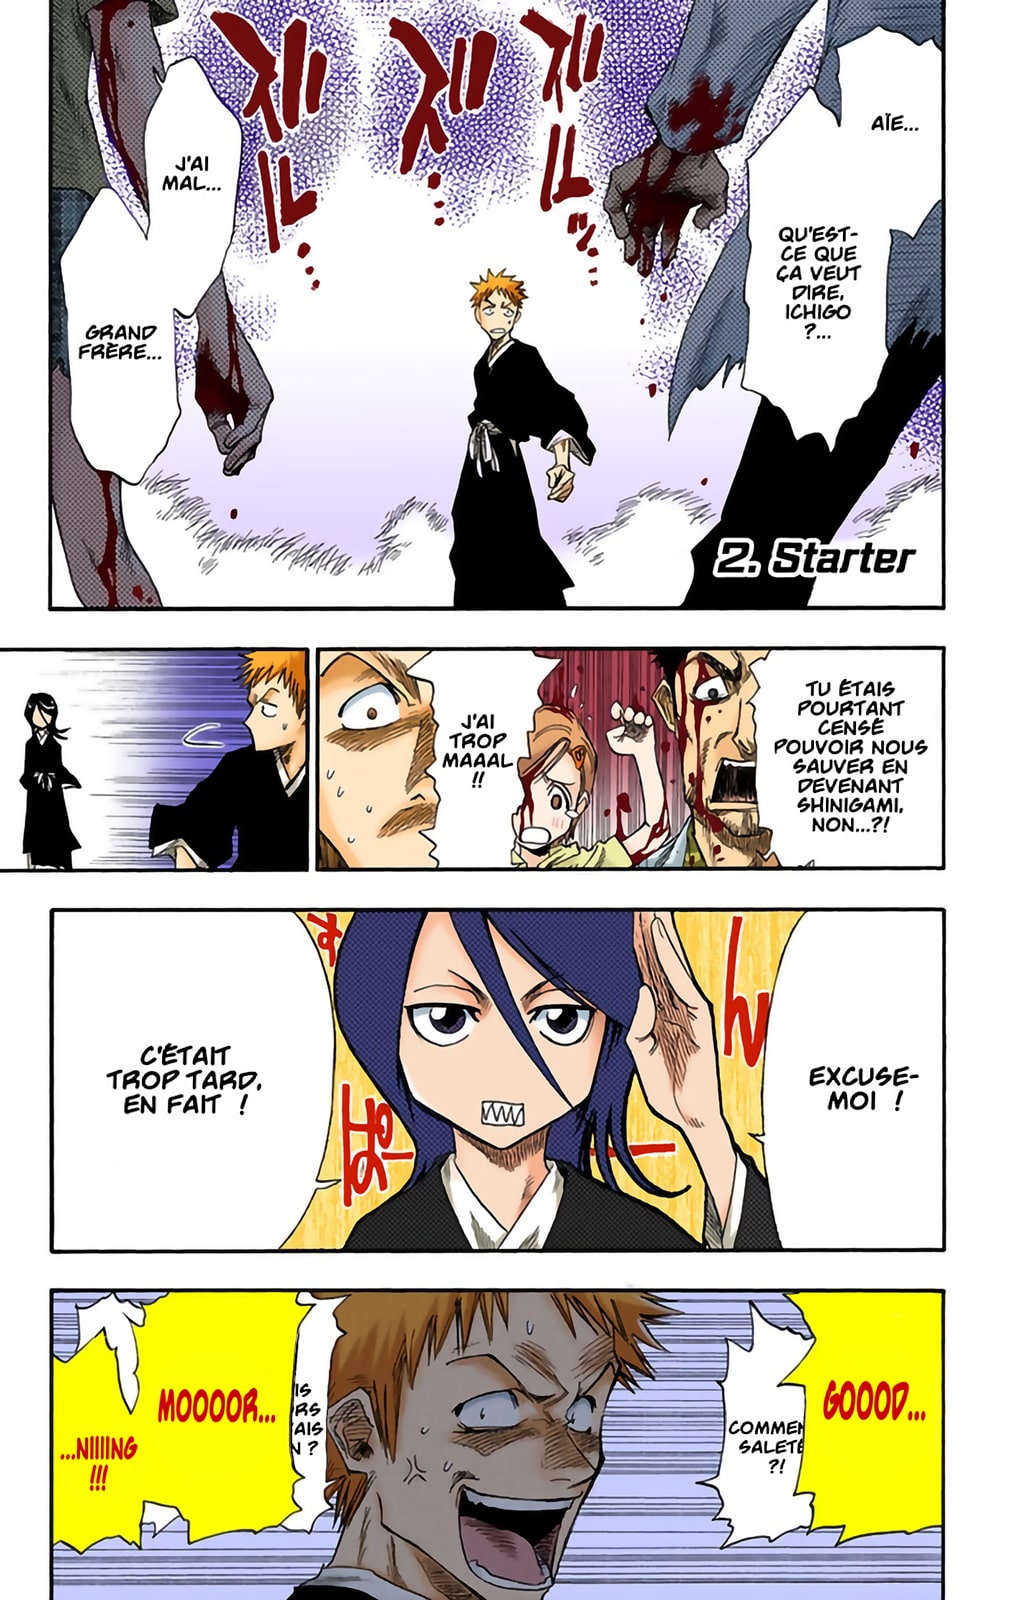 AÏE...
QU'EST-
CE QUE
ÇA VEUT
DIRE,
ICHIGO
?...
J'AI
MAL...
GRAND
FRÈRE...
2. Starter
TU ÉTAIS
POURTANT
CENSÉ
POUVOIR NOUS
SAUVER EN
DEVENANT
SHINIGAMI,
NON...?!
J'AI
TROP
MAAAL
!!
EXCUSE-
MOI !
C'ÉTAIT
TROP TARD,
EN FAIT !
GOOOD...
COMMEN
SALETÉ
?!
MOOOOR...
...NIIIING
!!!